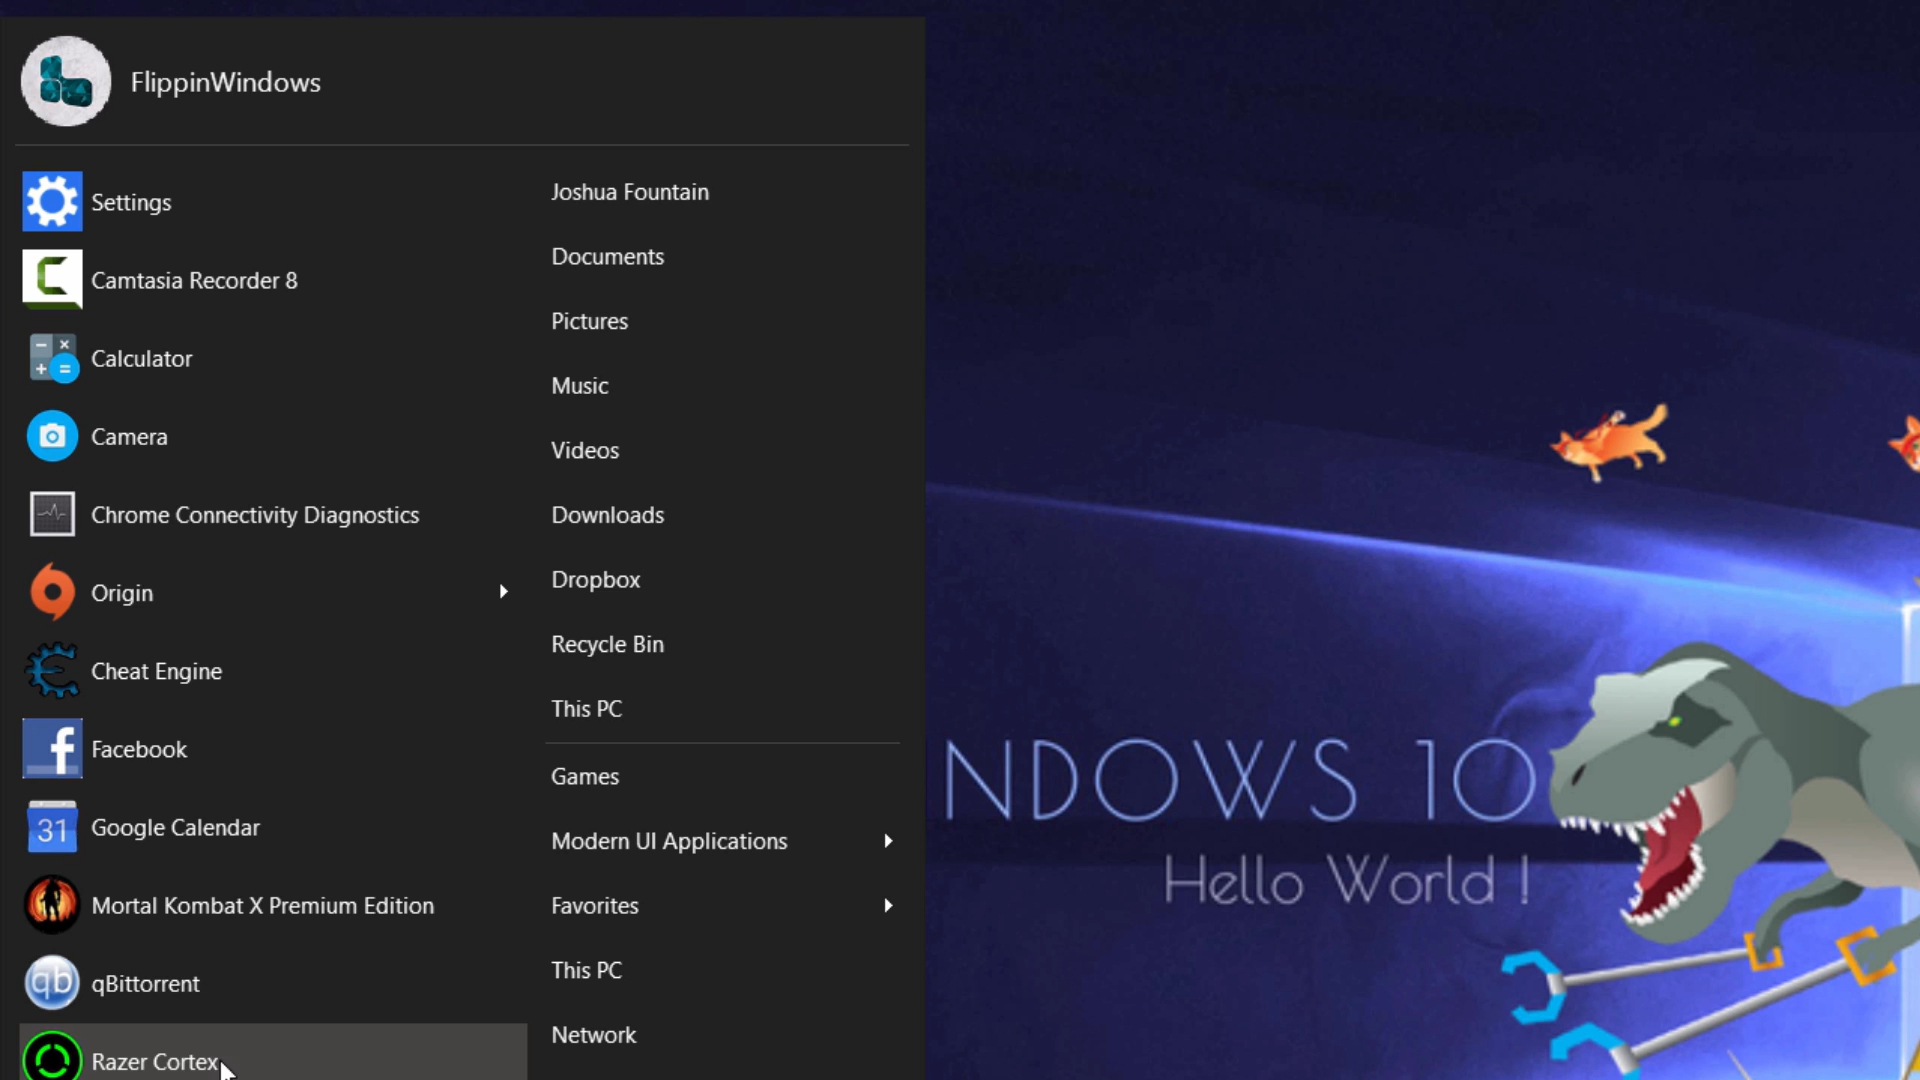 FlippinWindows
Settings
Camtasia Recorder 8
Calculator
Camera
Chrome Connectivity Diagnostics
Origin
Cheat Engine
Facebook
31
Google Calendar
Mortal Kombat X Premium Edition
qb
qBittorrent
Razer Cortex
Joshua Fountain
Documents
Pictures
Music
Videos
Downloads
Dropbox
Recycle Bin
This PC
Games
Modern UI Applications
Favorites
This PC
Network
NDOWS 10
Hello World !